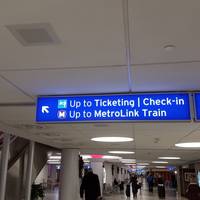 Up to Ticketing | Check-in
Up to MetroLink Train